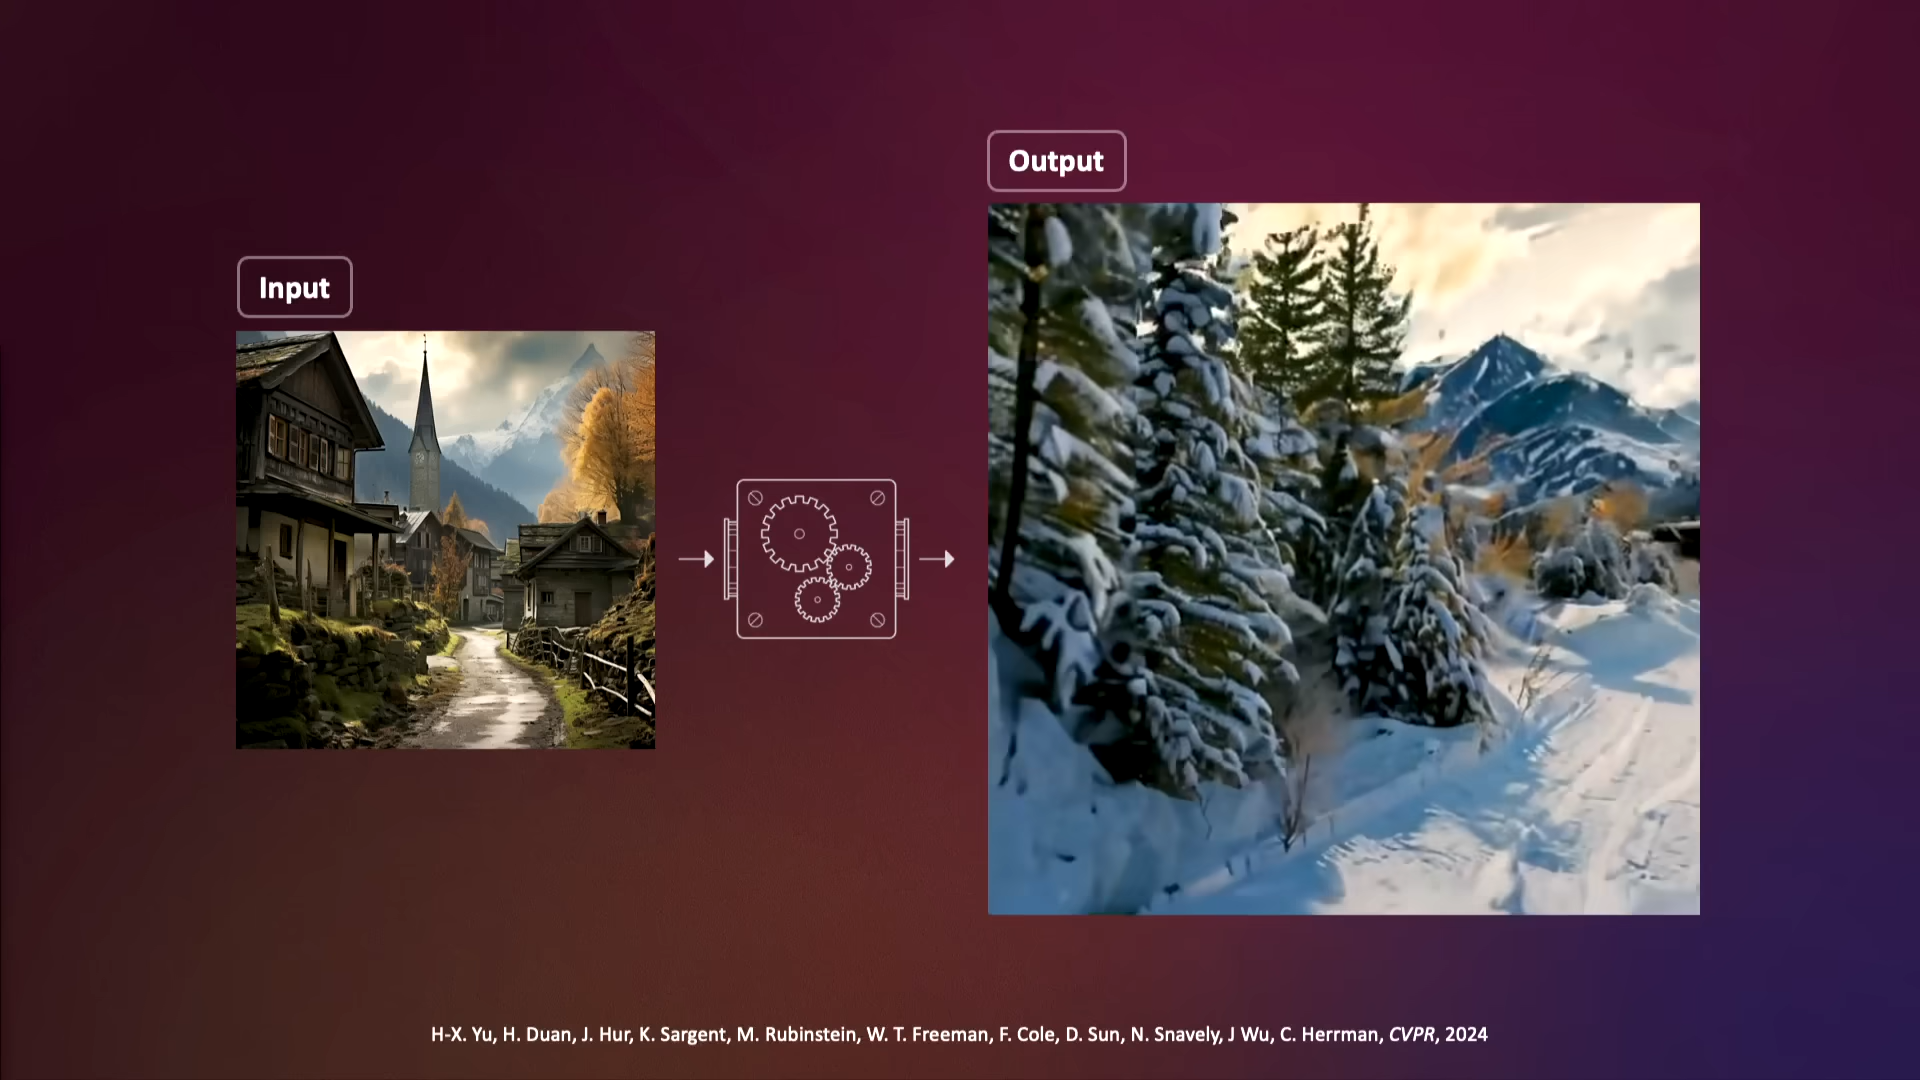 Output
Input
H-X. Yu, H. Duan, J. Hur, K. Sargent, M. Rubinstein, W. T. Freeman, F. Cole, D. Sun, N. Snavely, J Wu, C. Herrman, CVPR, 2024